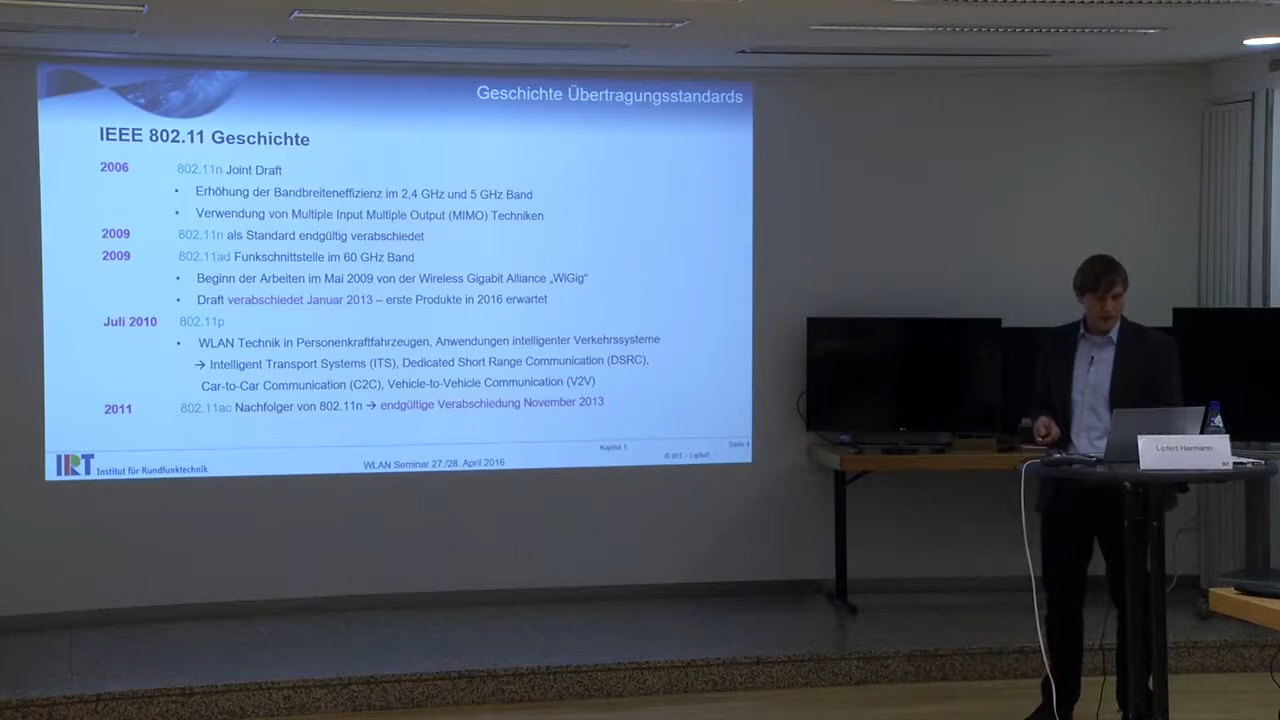 Geschichte Übertragungsstandards
IEEE 802.11 Geschichte
2006 802.11n Joint Draft
• Erhöhung der Bandbreiteneffizienz im 2,4 GHz und 5 GHz Band
• Verwendung von Multiple Input Multiple Output (MIMO) Techniken
2009 802.11n als Standard endgültig verabschiedet
2009 802.11ad Funkschnittstelle im 60 GHz Band
• Beginn der Arbeiten im Mai 2009 von der Wireless Gigabit Alliance „WiGig“
• Draft verabschiedet Januar 2013 – erste Produkte in 2016 erwartet
Juli 2010 802.11p
• WLAN Technik in Personenkraftfahrzeugen, Anwendungen intelligenter Verkehrssysteme
→ Intelligent Transport Systems (ITS), Dedicated Short Range Communication (DSRC),
Car-to-Car Communication (C2C), Vehicle-to-Vehicle Communication (V2V)
2011 802.11ac Nachfolger von 802.11n → endgültige Verabschiedung November 2013
Kapitel 1 Seite 4
IRT Institut für Rundfunktechnik WLAN Seminar 27./28. April 2016 © IRT – Lipfert
Lipfert Hermann